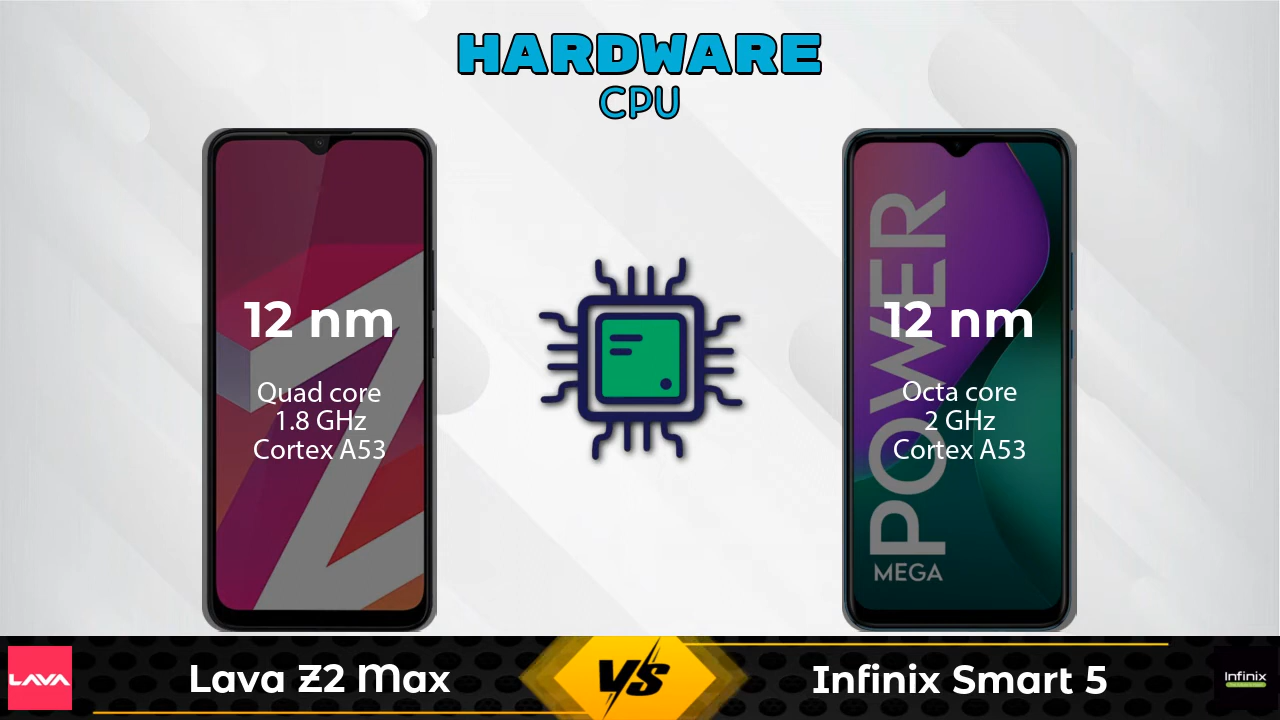 HARDWARE
CPU
12 nm
Quad core
1.8 GHz
Cortex A53
POWER
MEGA
12 nm
Octa core
2 GHz
Cortex A53
LAVA
Lava Z2 Max
VS
Infinix Smart 5
Infinix